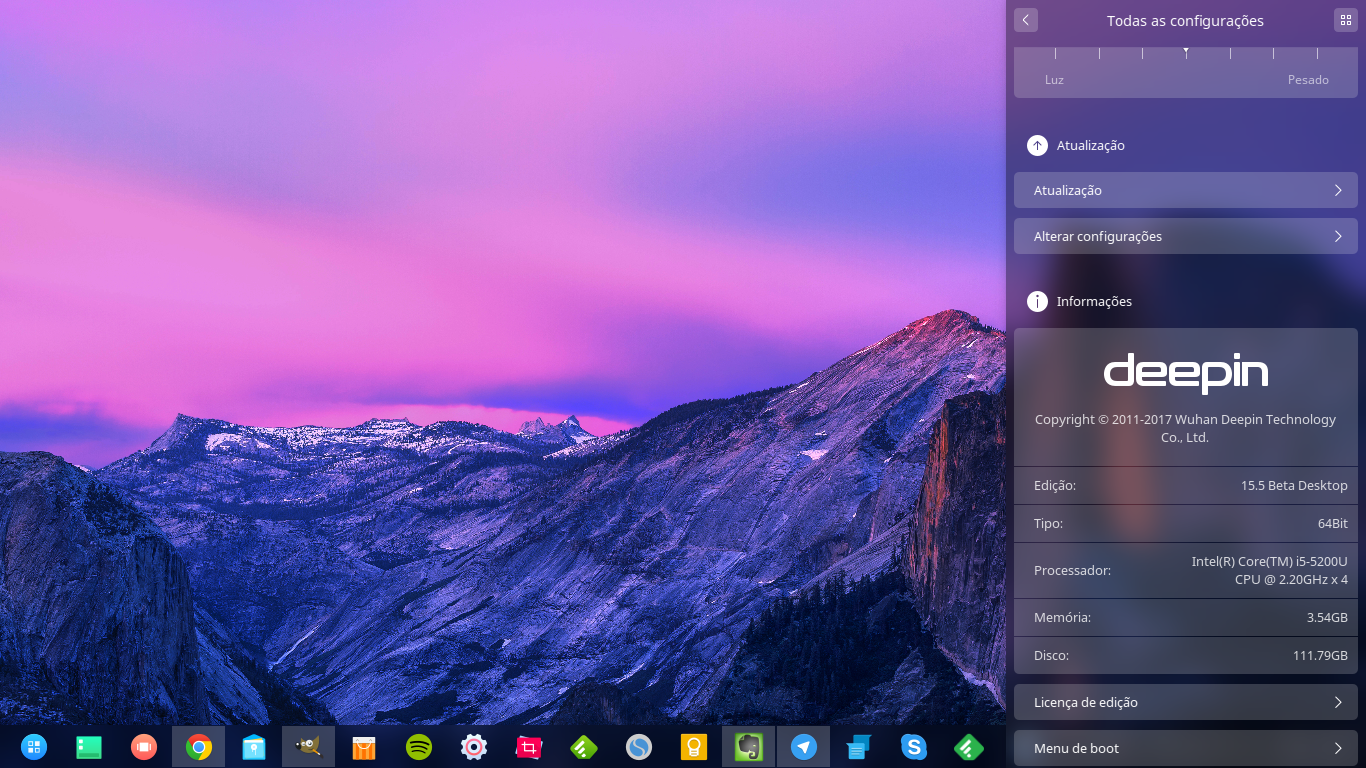 Todas as configurações
Luz
Pesado
Atualização
Atualização
Alterar configurações
Informações
deepin
Copyright © 2011-2017 Wuhan Deepin Technology
Co., Ltd.
Edição: 15.5 Beta Desktop
Tipo: 64Bit
Processador: Intel(R) Core(TM) i5-5200U
CPU @ 2.20GHz x 4
Memória: 3.54GB
Disco: 111.79GB
Licença de edição
Menu de boot